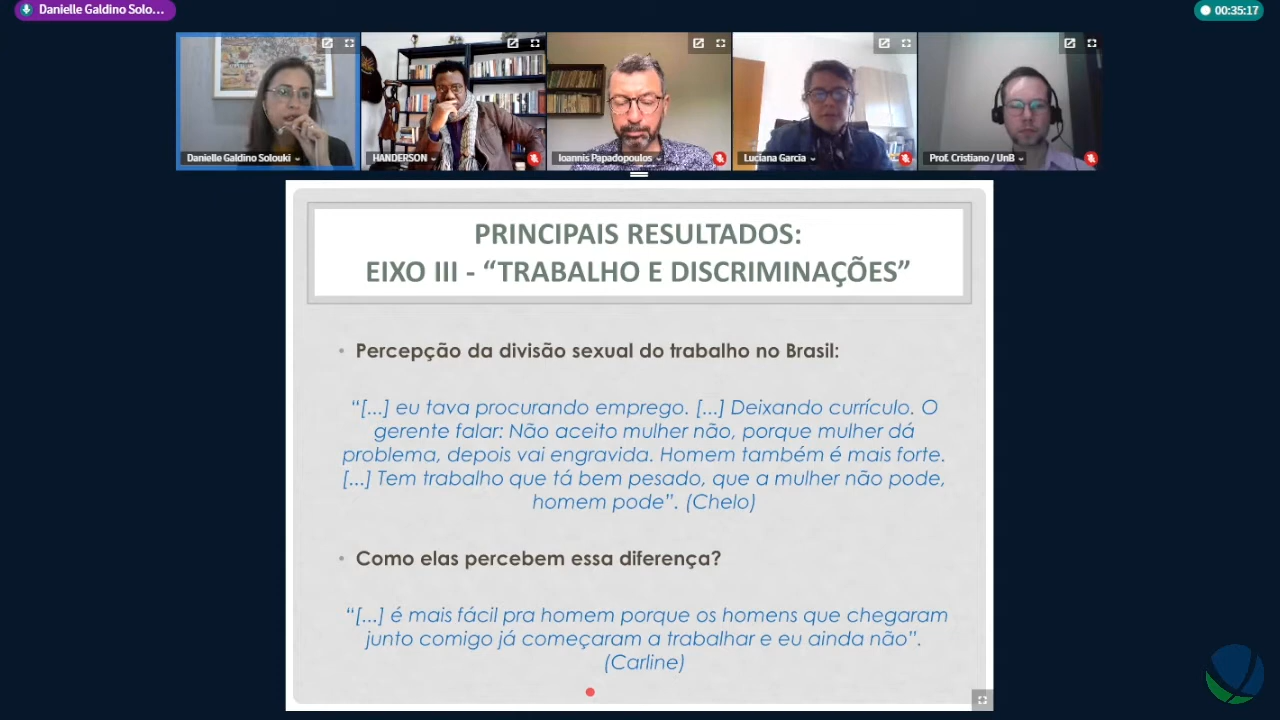 Danielle Galdino Solo...
00:35:17
Danielle Galdino Solouki
HANDERSON
Ioannis Papadopoulos
Luciana Garcia
Prof. Cristiano / UnB
PRINCIPAIS RESULTADOS:
EIXO III - “TRABALHO E DISCRIMINAÇÕES”
• Percepção da divisão sexual do trabalho no Brasil:
“[...] eu tava procurando emprego. [...] Deixando currículo. O
gerente falar: Não aceito mulher não, porque mulher dá
problema, depois vai engravida. Homem também é mais forte.
[...] Tem trabalho que tá bem pesado, que a mulher não pode,
homem pode”. (Chelo)
• Como elas percebem essa diferença?
“[...] é mais fácil pra homem porque os homens que chegaram
junto comigo já começaram a trabalhar e eu ainda não”.
(Carline)